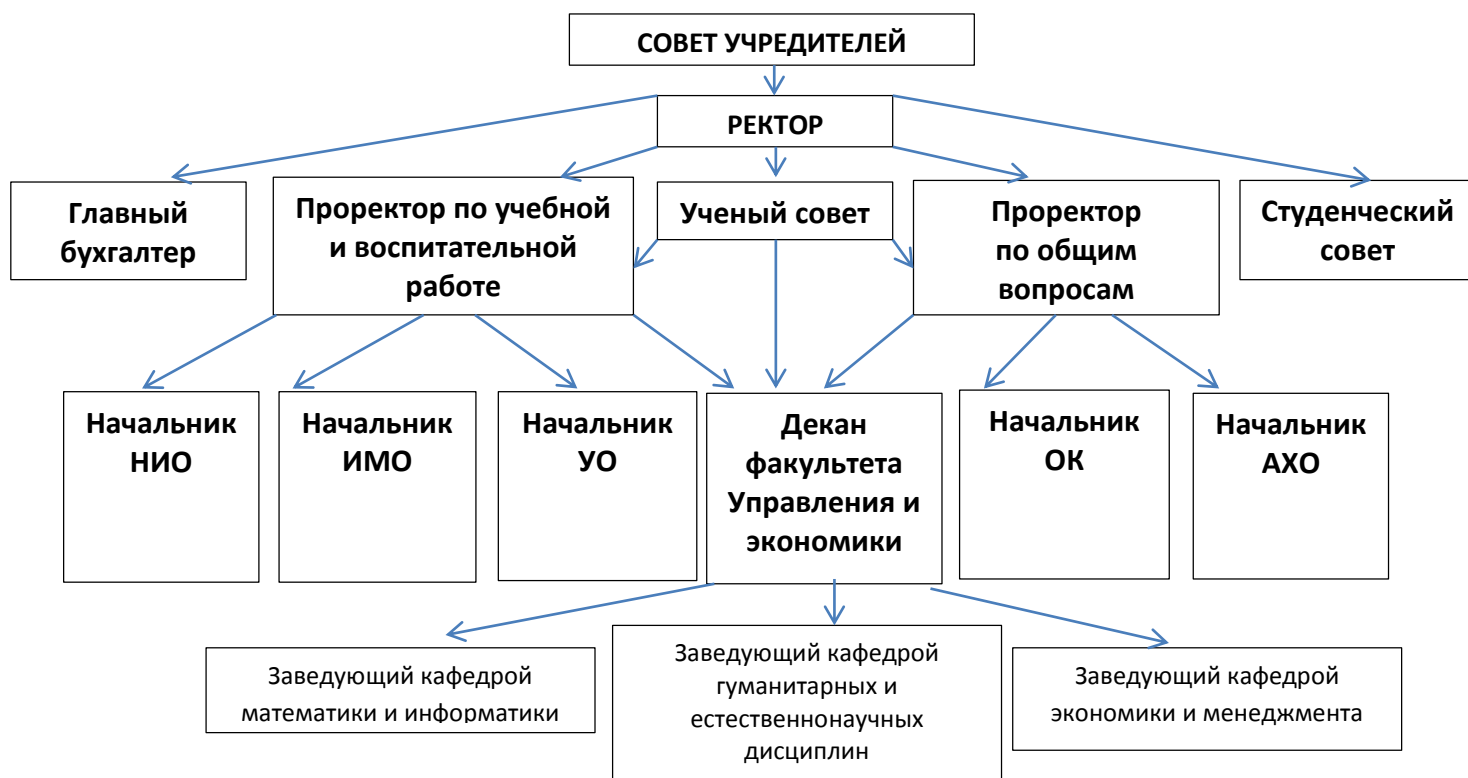 СОВЕТ УЧРЕДИТЕЛЕЙ
РЕКТОР
Главный
бухгалтер
Проректор по учебной
и воспитательной
работе
Ученый совет
Проректор
по общим
вопросам
Студенческий
совет
Начальник
НИО
Начальник
ИМО
Начальник
УО
Декан
факультета
Управления и
экономики
Начальник
ОК
Начальник
АХО
Заведующий кафедрой
математики и информатики
Заведующий кафедрой
гуманитарных и
естественнонаучных
дисциплин
Заведующий кафедрой
экономики и менеджмента